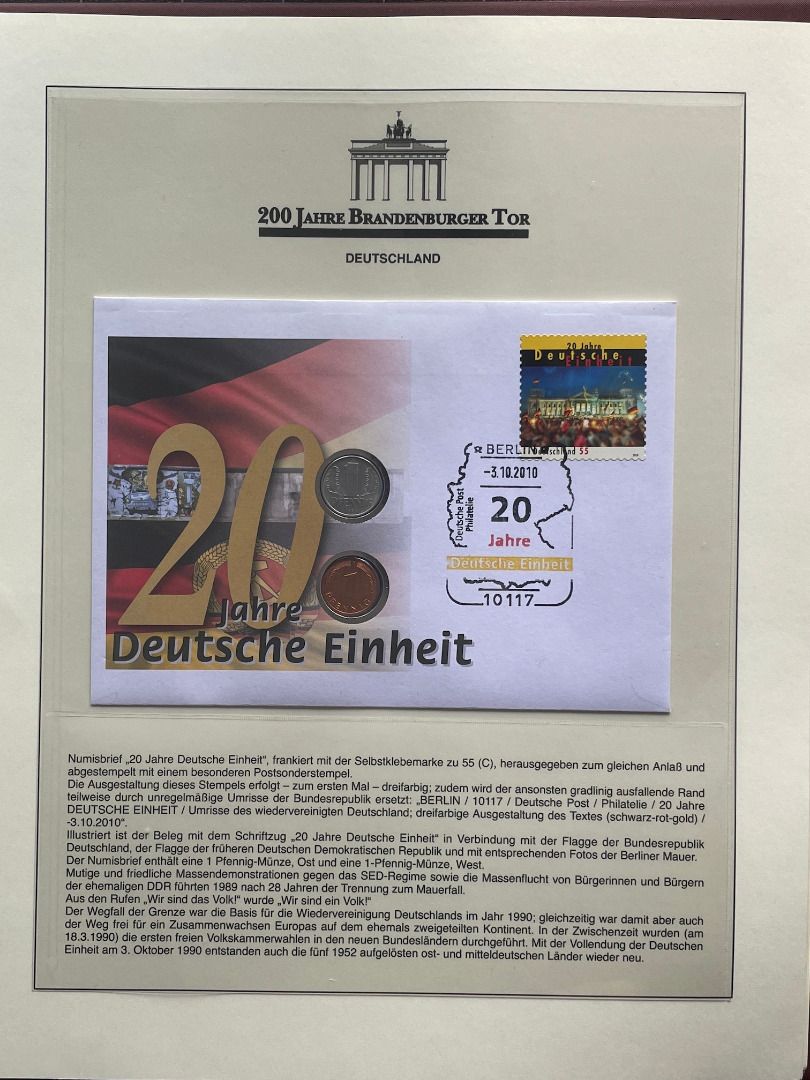 200 JAHRE BRANDENBURGER TOR
DEUTSCHLAND
20 Jahre
Deutsche
Einheit
Deutschland 55
BERLIN
-3.10.2010
Deutsche Post
Philatelie
20
Jahre
Deutsche Einheit
10117
20
Jahre
Deutsche Einheit
1
PFENNIG
Numisbrief „20 Jahre Deutsche Einheit", frankiert mit der Selbstklebemarke zu 55 (C), herausgegeben zum gleichen Anlaß und
abgestempelt mit einem besonderen Postsonderstempel.
Die Ausgestaltung dieses Stempels erfolgt – zum ersten Mal – dreifarbig; zudem wird der ansonsten gradlinig ausfallende Rand
teilweise durch unregelmäßige Umrisse der Bundesrepublik ersetzt: „BERLIN / 10117 / Deutsche Post / Philatelie / 20 Jahre
DEUTSCHE EINHEIT / Umrisse des wiedervereinigten Deutschland; dreifarbige Ausgestaltung des Textes (schwarz-rot-gold) /
-3.10.2010".
Illustriert ist der Beleg mit dem Schriftzug „20 Jahre Deutsche Einheit" in Verbindung mit der Flagge der Bundesrepublik
Deutschland, der Flagge der früheren Deutschen Demokratischen Republik und mit entsprechenden Fotos der Berliner Mauer.
Der Numisbrief enthält eine 1 Pfennig-Münze, Ost und eine 1-Pfennig-Münze, West.
Mutige und friedliche Massendemonstrationen gegen das SED-Regime sowie die Massenflucht von Bürgerinnen und Bürgern
der ehemaligen DDR führten 1989 nach 28 Jahren der Trennung zum Mauerfall.
Aus den Rufen „Wir sind das Volk!" wurde „Wir sind ein Volk!"
Der Wegfall der Grenze war die Basis für die Wiedervereinigung Deutschlands im Jahr 1990; gleichzeitig war damit aber auch
der Weg frei für ein Zusammenwachsen Europas auf dem ehemals zweigeteilten Kontinent. In der Zwischenzeit wurden (am
18.3.1990) die ersten freien Volkskammerwahlen in den neuen Bundesländern durchgeführt. Mit der Vollendung der Deutschen
Einheit am 3. Oktober 1990 entstanden auch die fünf 1952 aufgelösten ost- und mitteldeutschen Länder wieder neu.